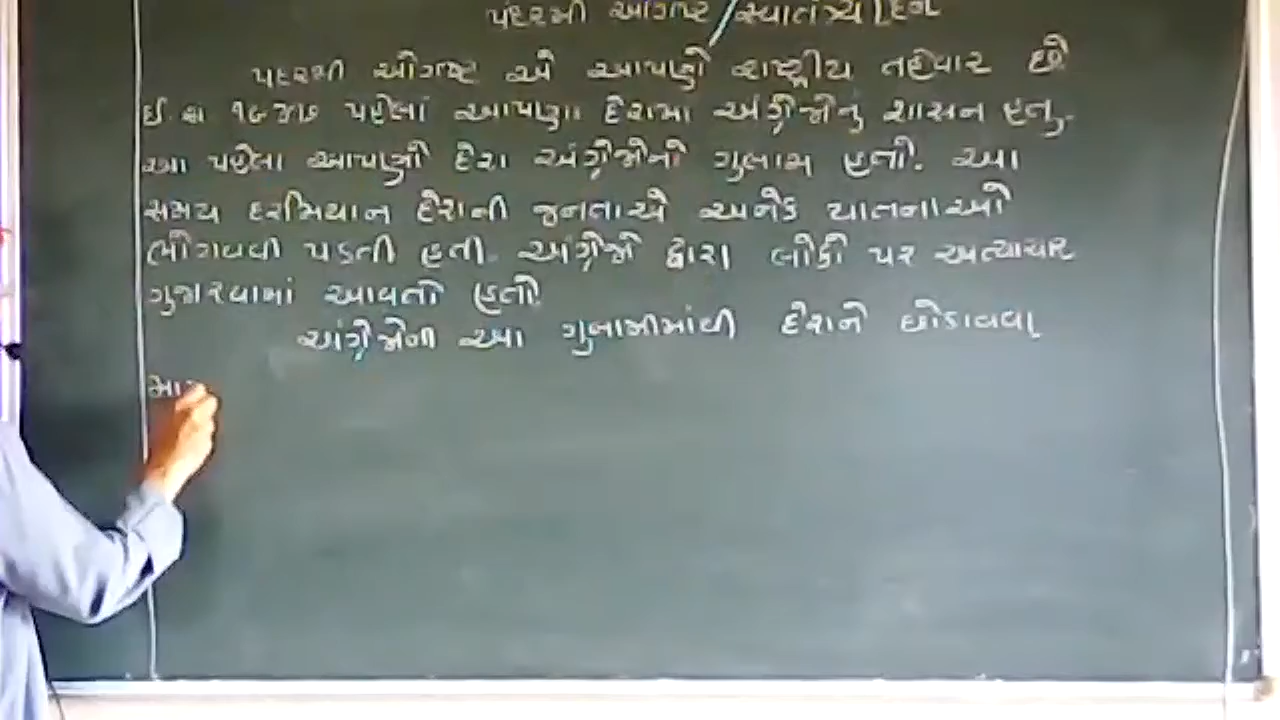 પંદરમી ઓગષ્ટ / સ્વાતંત્ર્ય દિન
પંદરમી ઓગષ્ટ એ આપણો રાષ્ટ્રીય તહેવાર છે
ઈ.સ ૧૯૪૭ પહેલાં આપણા દેશમા અંગ્રેજોનું શાસન હતુ.
આ પહેલા આપણો દેશ અંગ્રેજોનો ગુલામ હતો. આ
સમય દરમિયાન દેશની જનતાએ અનેક યાતનાઓ
ભોગવવી પડતી હતી. અંગ્રેજો દ્વારા લોકો પર અત્યાચાર
ગુજારવામાં આવતો હતો.
અંગ્રેજોની આ ગુલામીમાંથી દેશને છોડાવવા